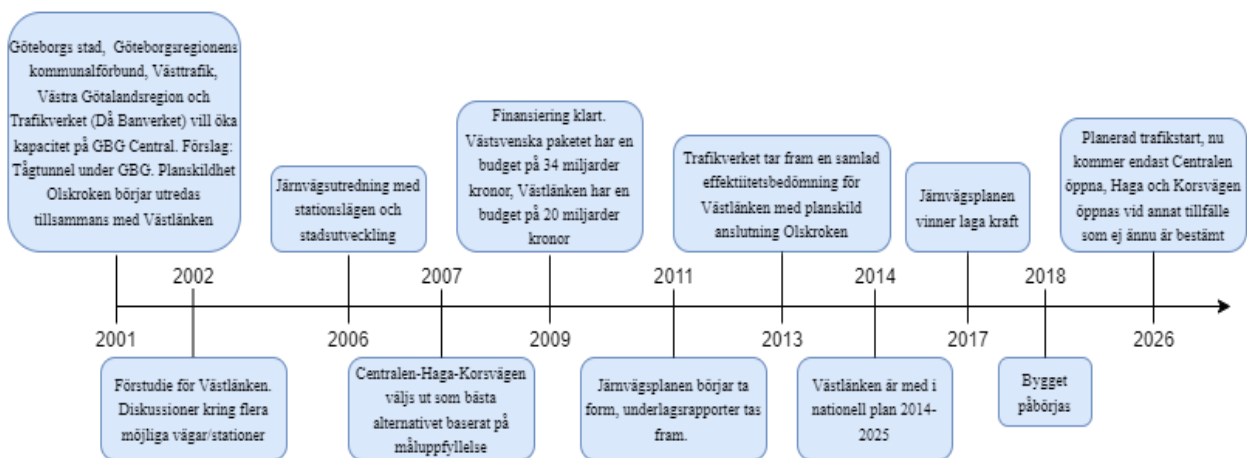 Göteborgs stad, Göteborgsregionens
kommunalförbund, Västtrafik,
Västra Götalandsregion och
Trafikverket (Då Banverket) vill öka
kapacitet på GBG Central. Förslag:
Tågtunnel under GBG. Planskildhet
Olskroken börjar utredas
tillsammans med Västlänken
2001
2002
Förstudie för Västlänken.
Diskussioner kring flera
möjliga vägar/stationer
Järnvägsutredning med
stationslägen och
stadsutveckling
2006
2007
Centralen-Haga-Korsvägen
väljs ut som bästa
alternativet baserat på
måluppfyllelse
Finansiering klart.
Västsvenska paketet har en
budget på 34 miljarder
kronor, Västlänken har en
budget på 20 miljarder
kronor
2009
2011
Järnvägsplanen börjar ta
form, underlagsrapporter tas
fram.
Trafikverket tar fram en samlad
effektiitetsbedömning för
Västlänken med planskild
anslutning Olskroken
2013
2014
Västlänken är med i
nationell plan 2014-
2025
Järnvägsplanen
vinner laga kraft
2017
2018
Bygget
påbörjas
Planerad trafikstart, nu
kommer endast Centralen
öppna, Haga och Korsvägen
öppnas vid annat tillfälle
som ej ännu är bestämt
2026